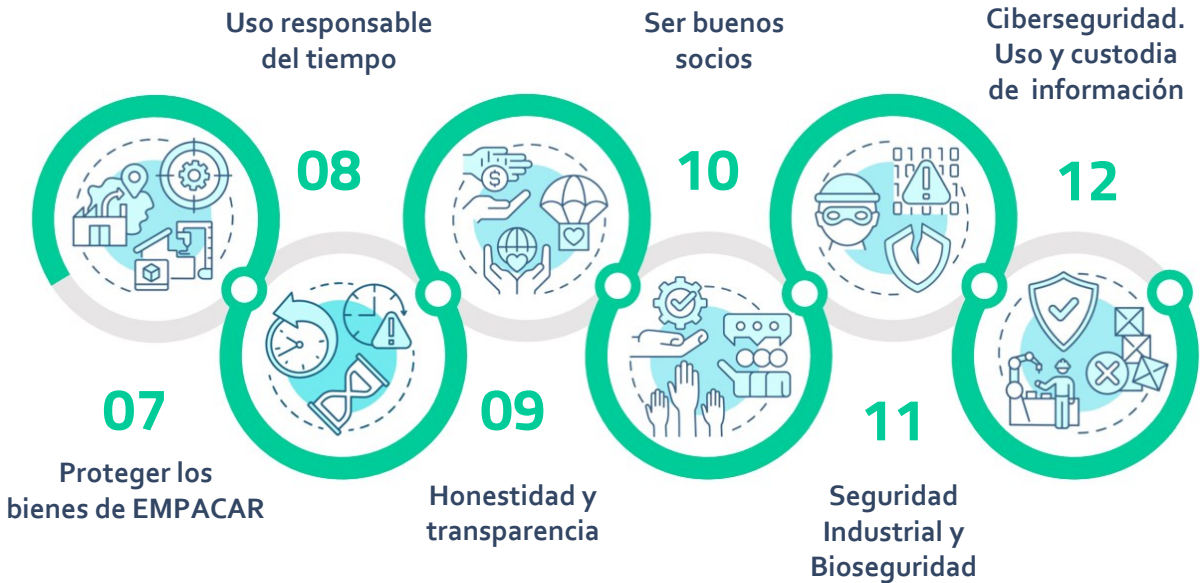 07
Proteger los
bienes de EMPACAR
08
Uso responsable
del tiempo
09
Honestidad y
transparencia
10
Ser buenos
socios
11
Seguridad
Industrial y
Bioseguridad
12
Ciberseguridad.
Uso y custodia
de información